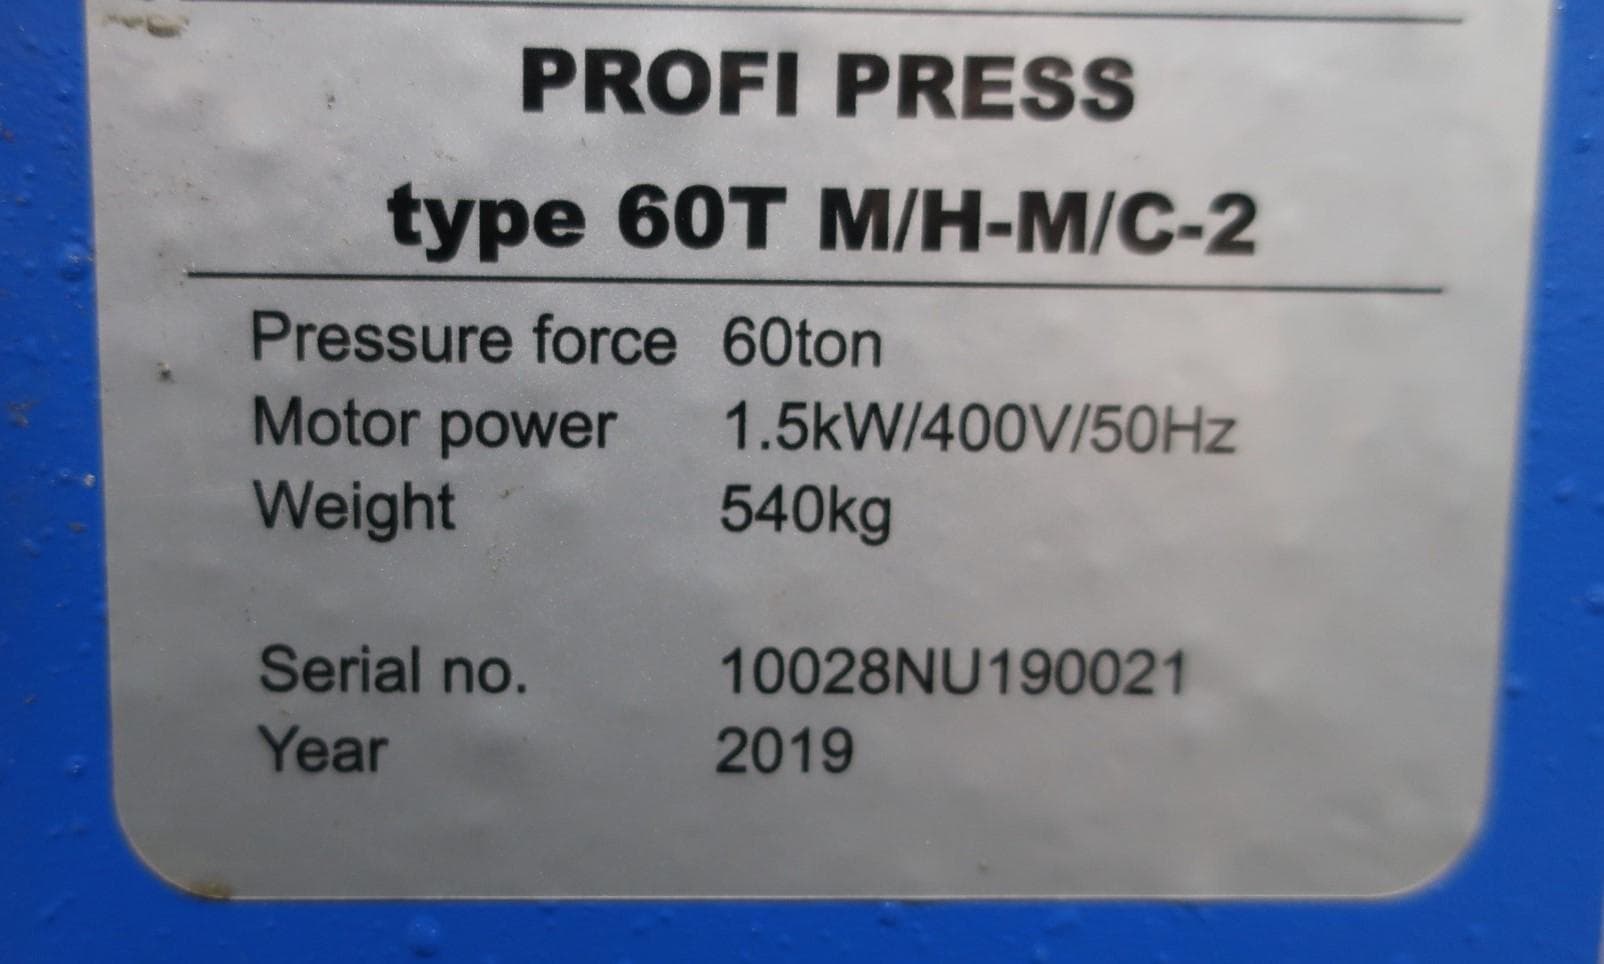 PROFI PRESS
type 60T M/H-M/C-2
Pressure force 60ton
Motor power 1.5kW/400V/50Hz
Weight 540kg
Serial no. 10028NU190021
Year 2019